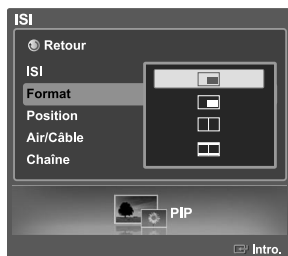 ISI
Retour
ISI
Format
Position
Air/Câble
Chaîne
PIP
Intro.